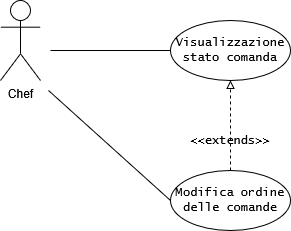 Visualizzazione
stato comanda
Chef
<<extends>>
Modifica ordine
delle comande